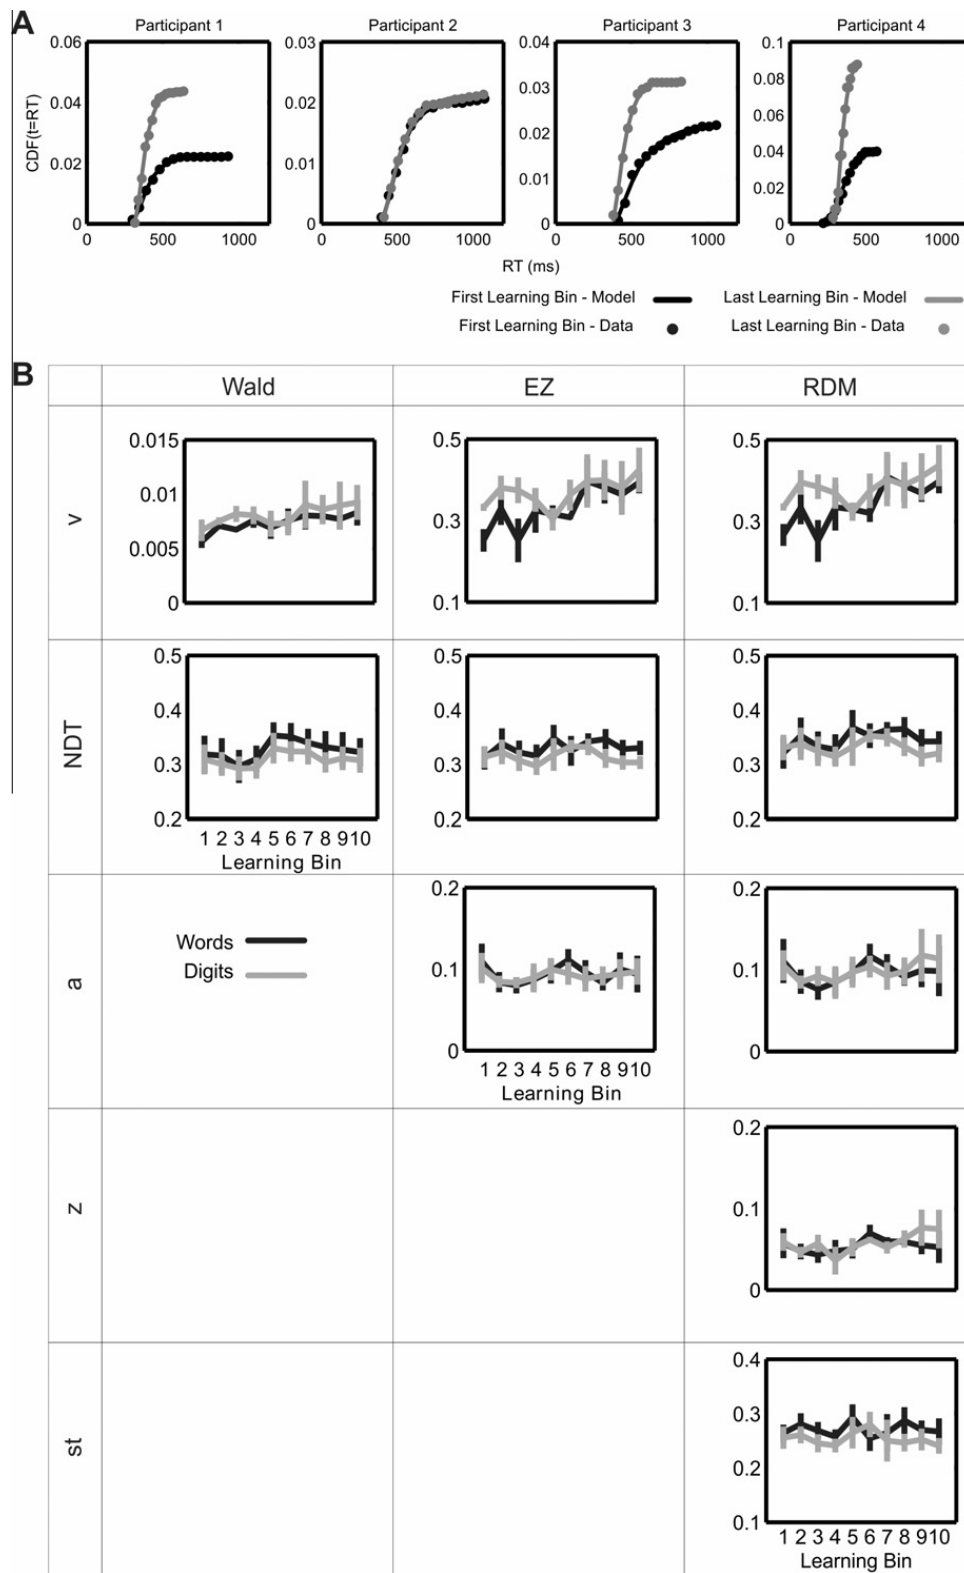 A
Participant 1 Participant 2 Participant 3 Participant 4
CDF(t=RT)
0.06 0.03 0.04 0.1
0.04 0.02 0.03 0.08
0.02 0.01 0.02 0.06
0 0 0.01 0.04
0 0.02
0
0 500 1000 0 500 1000 0 500 1000 0 500 1000
RT (ms)
First Learning Bin - Model Last Learning Bin - Model
First Learning Bin - Data Last Learning Bin - Data
B
Wald EZ RDM
v
0.015 0.5 0.5
0.01 0.3 0.3
0.005 0.1 0.1
0
NDT
0.5 0.5 0.5
0.4 0.4 0.4
0.3 0.3 0.3
0.2 0.2 0.2
1 2 3 4 5 6 7 8 9 10
Learning Bin
a
Words
Digits
0.2 0.2
0.1 0.1
0 0
1 2 3 4 5 6 7 8 9 10
Learning Bin
z
0.2
0.1
0
st
0.4
0.3
0.2
0.1
1 2 3 4 5 6 7 8 9 10
Learning Bin